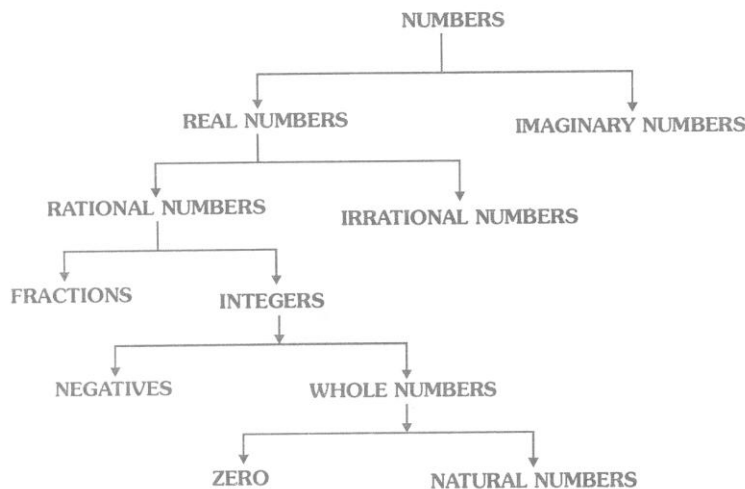 NUMBERS
REAL NUMBERS
IMAGINARY NUMBERS
RATIONAL NUMBERS
IRRATIONAL NUMBERS
FRACTIONS
INTEGERS
NEGATIVES
WHOLE NUMBERS
ZERO
NATURAL NUMBERS